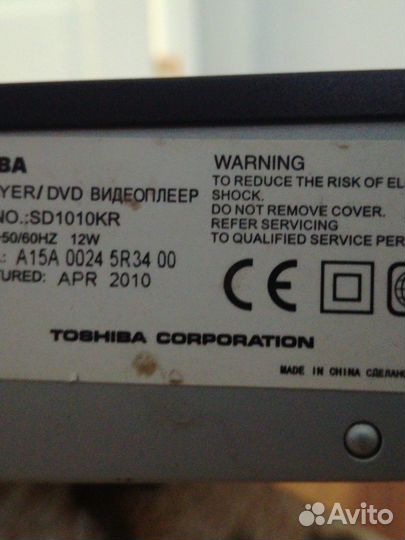 BA
YER/ DVD ВИДЕОПЛЕЕР
NO.:SD1010KR
50/60HZ 12W
.: A15A 0024 5R34 00
TURED: APR 2010
WARNING
TO REDUCE THE RISK OF EL
SHOCK.
DO NOT REMOVE COVER.
REFER SERVICING
TO QUALIFIED SERVICE PER
CE
TOSHIBA CORPORATION
MADE IN CHINA СДЕЛАНО
Avito